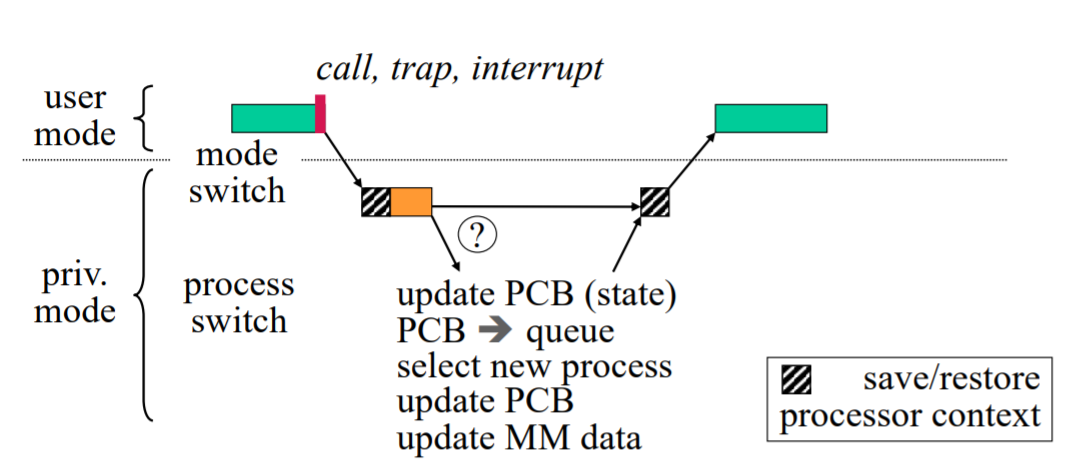 call, trap, interrupt
user
mode
mode
switch
?
priv.
mode
process
switch
update PCB (state)
PCB ➔ queue
select new process
update PCB
update MM data
save/restore
processor context